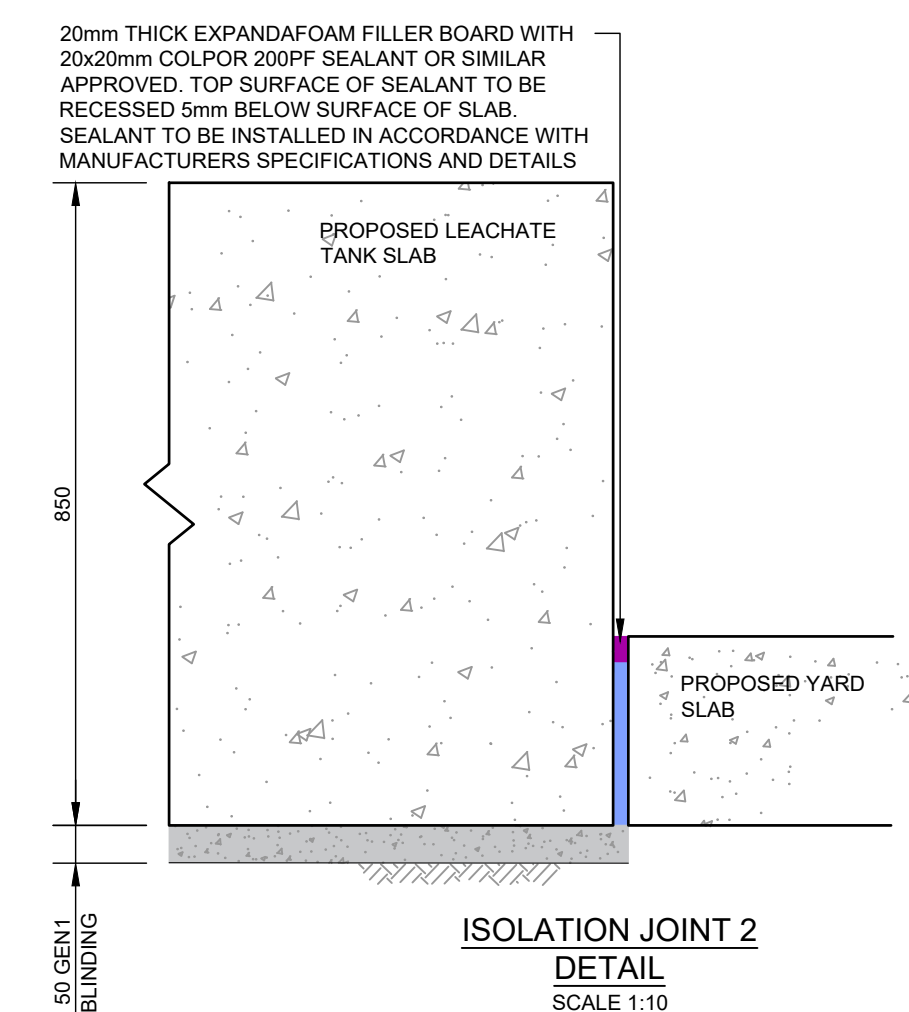 20mm THICK EXPANDAFOAM FILLER BOARD WITH
20x20mm COLPOR 200PF SEALANT OR SIMILAR
APPROVED. TOP SURFACE OF SEALANT TO BE
RECESSED 5mm BELOW SURFACE OF SLAB.
SEALANT TO BE INSTALLED IN ACCORDANCE WITH
MANUFACTURERS SPECIFICATIONS AND DETAILS
PROPOSED LEACHATE
TANK SLAB
850
PROPOSED YARD
SLAB
50 GEN1
BLINDING
ISOLATION JOINT 2
DETAIL
SCALE 1:10